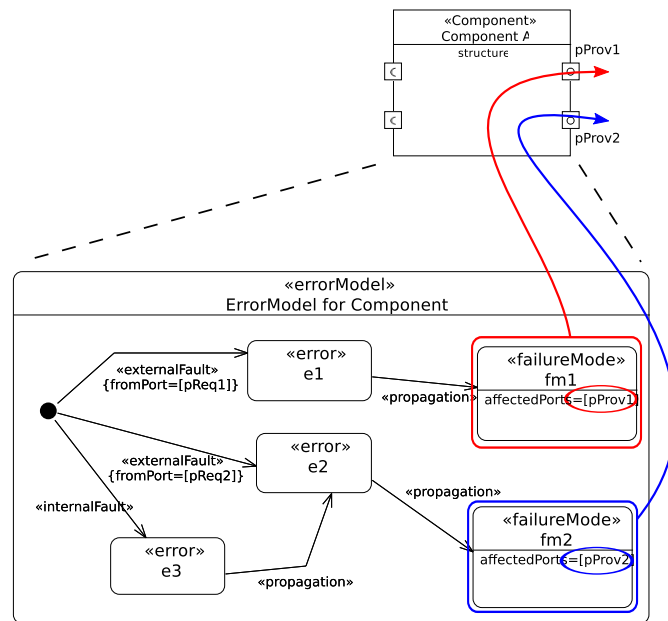 «Component»
Component A
structure
pProv1
pProv2
«errorModel»
ErrorModel for Component
«externalFault»
{fromPort=[pReq1]}
«error»
e1
«propagation»
«failureMode»
fm1
affectedPorts=[pProv1]
«externalFault»
{fromPort=[pReq2]}
«error»
e2
«propagation»
«internalFault»
«error»
e3
«propagation»
«failureMode»
fm2
affectedPorts=[pProv2]